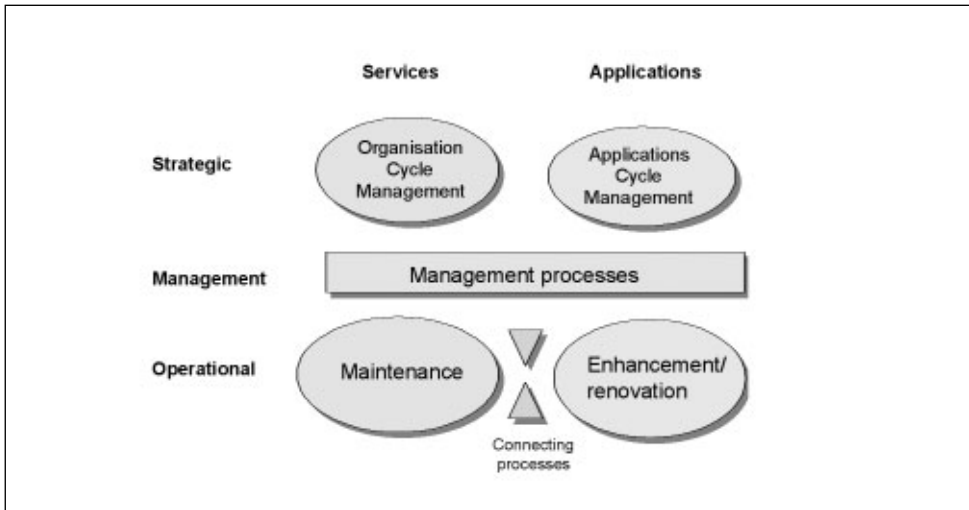 Services
Applications
Strategic
Organisation
Cycle
Management
Applications
Cycle
Management
Management
Management processes
Operational
Maintenance
Enhancement/
renovation
Connecting
processes